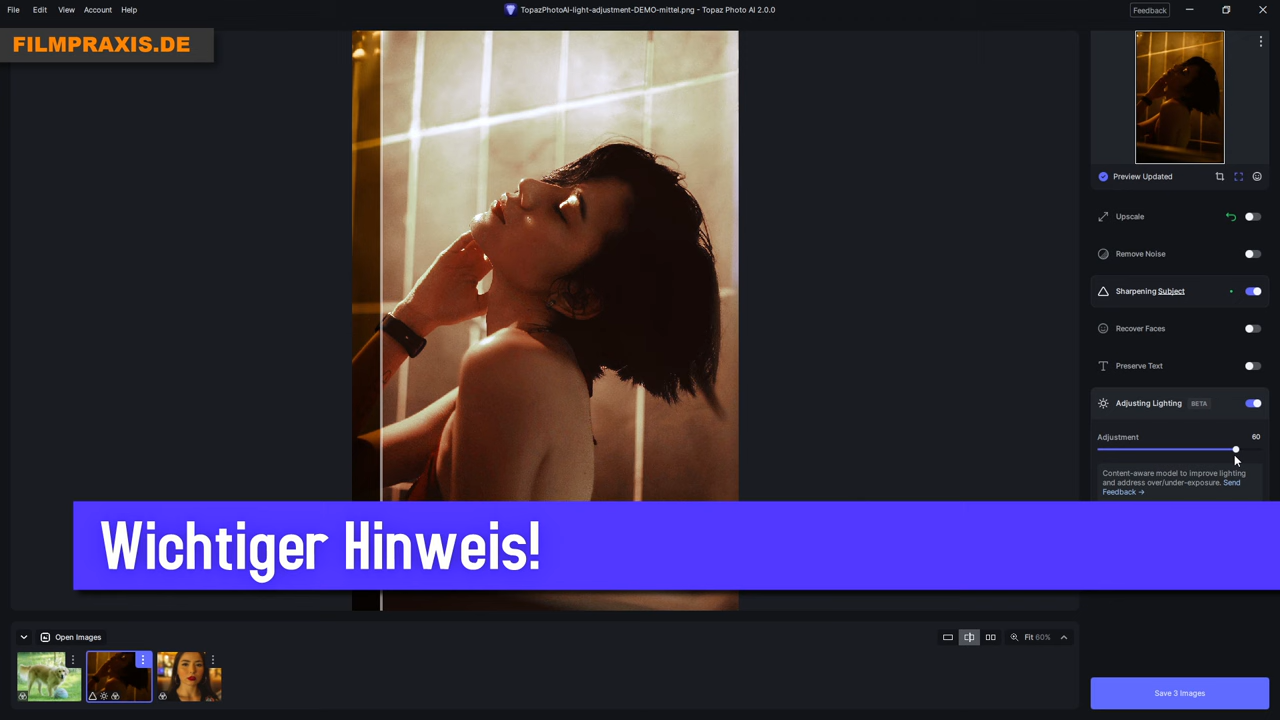 File Edit View Account Help
TopazPhotoAI-light-adjustment-DEMO-mittel.png - Topaz Photo AI 2.0.0
Feedback
FILMPRAXIS.DE
Preview Updated
Upscale
Remove Noise
Sharpening Subject
Recover Faces
Preserve Text
Adjusting Lighting BETA
Adjustment 60
Content-aware model to improve lighting
and address over/under-exposure. Send
Feedback →
Wichtiger Hinweis!
Open Images
Fit 60%
Save 3 Images